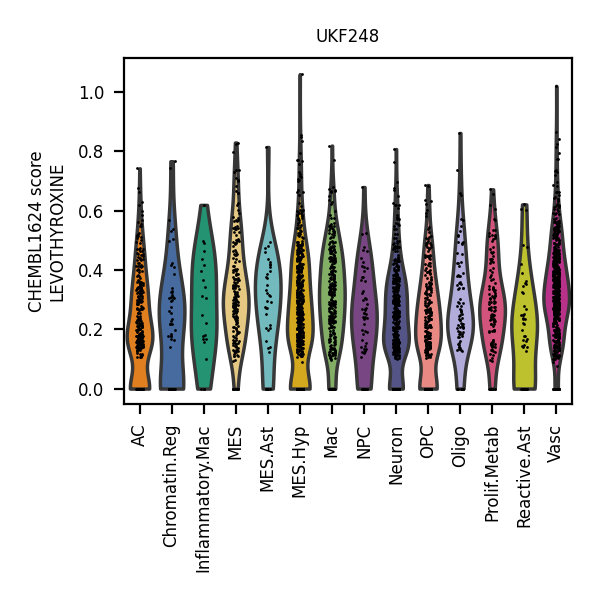 UKF248
CHEMBL1624 score
LEVOTHYROXINE
1.0
0.8
0.6
0.4
0.2
0.0
AC
Chromatin.Reg
Inflammatory.Mac
MES
MES.Ast
MES.Hyp
Mac
NPC
Neuron
OPC
Oligo
Prolif.Metab
Reactive.Ast
Vasc